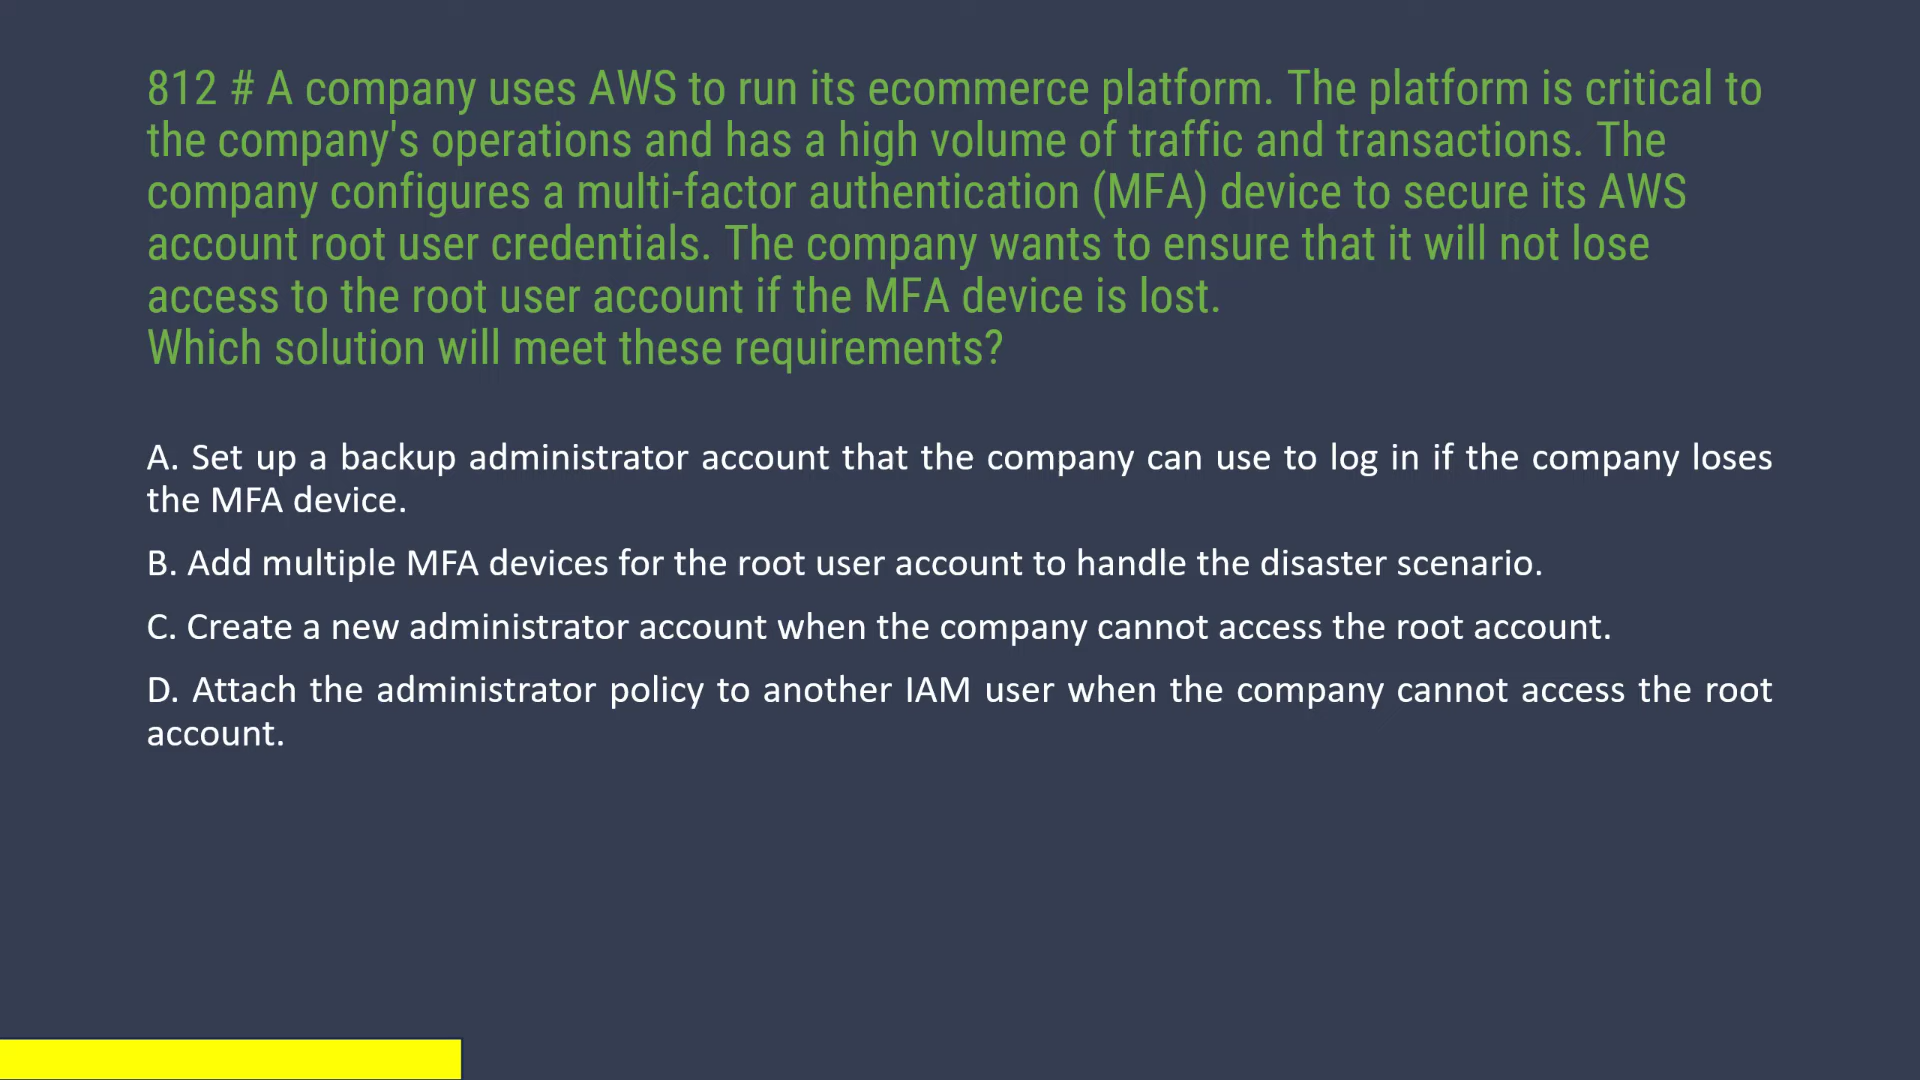 812 # A company uses AWS to run its ecommerce platform. The platform is critical to
the company's operations and has a high volume of traffic and transactions. The
company configures a multi-factor authentication (MFA) device to secure its AWS
account root user credentials. The company wants to ensure that it will not lose
access to the root user account if the MFA device is lost.
Which solution will meet these requirements?
A. Set up a backup administrator account that the company can use to log in if the company loses
the MFA device.
B. Add multiple MFA devices for the root user account to handle the disaster scenario.
C. Create a new administrator account when the company cannot access the root account.
D. Attach the administrator policy to another IAM user when the company cannot access the root
account.